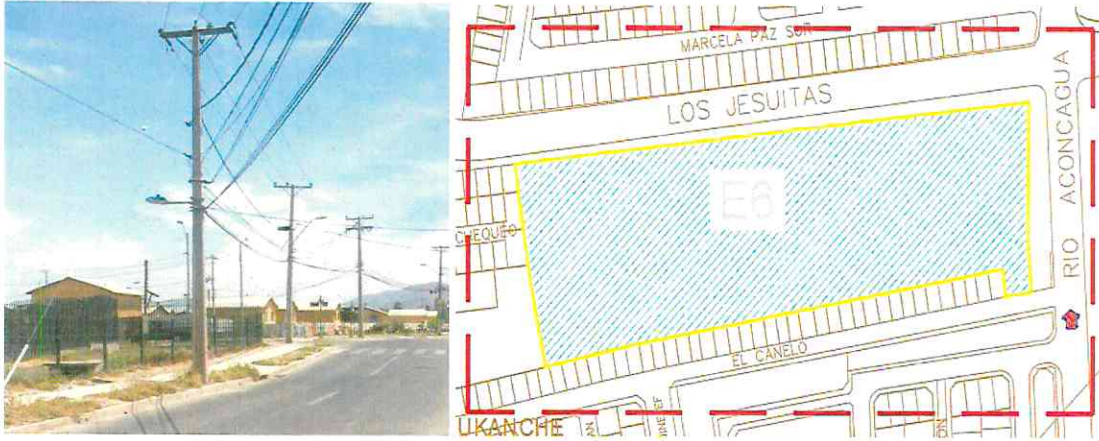 MARCELA PAZ SUR
LOS JESUITAS
E6
RIO ACONCAGUA
CHEQUEO
EL CANELO
UKANCHE